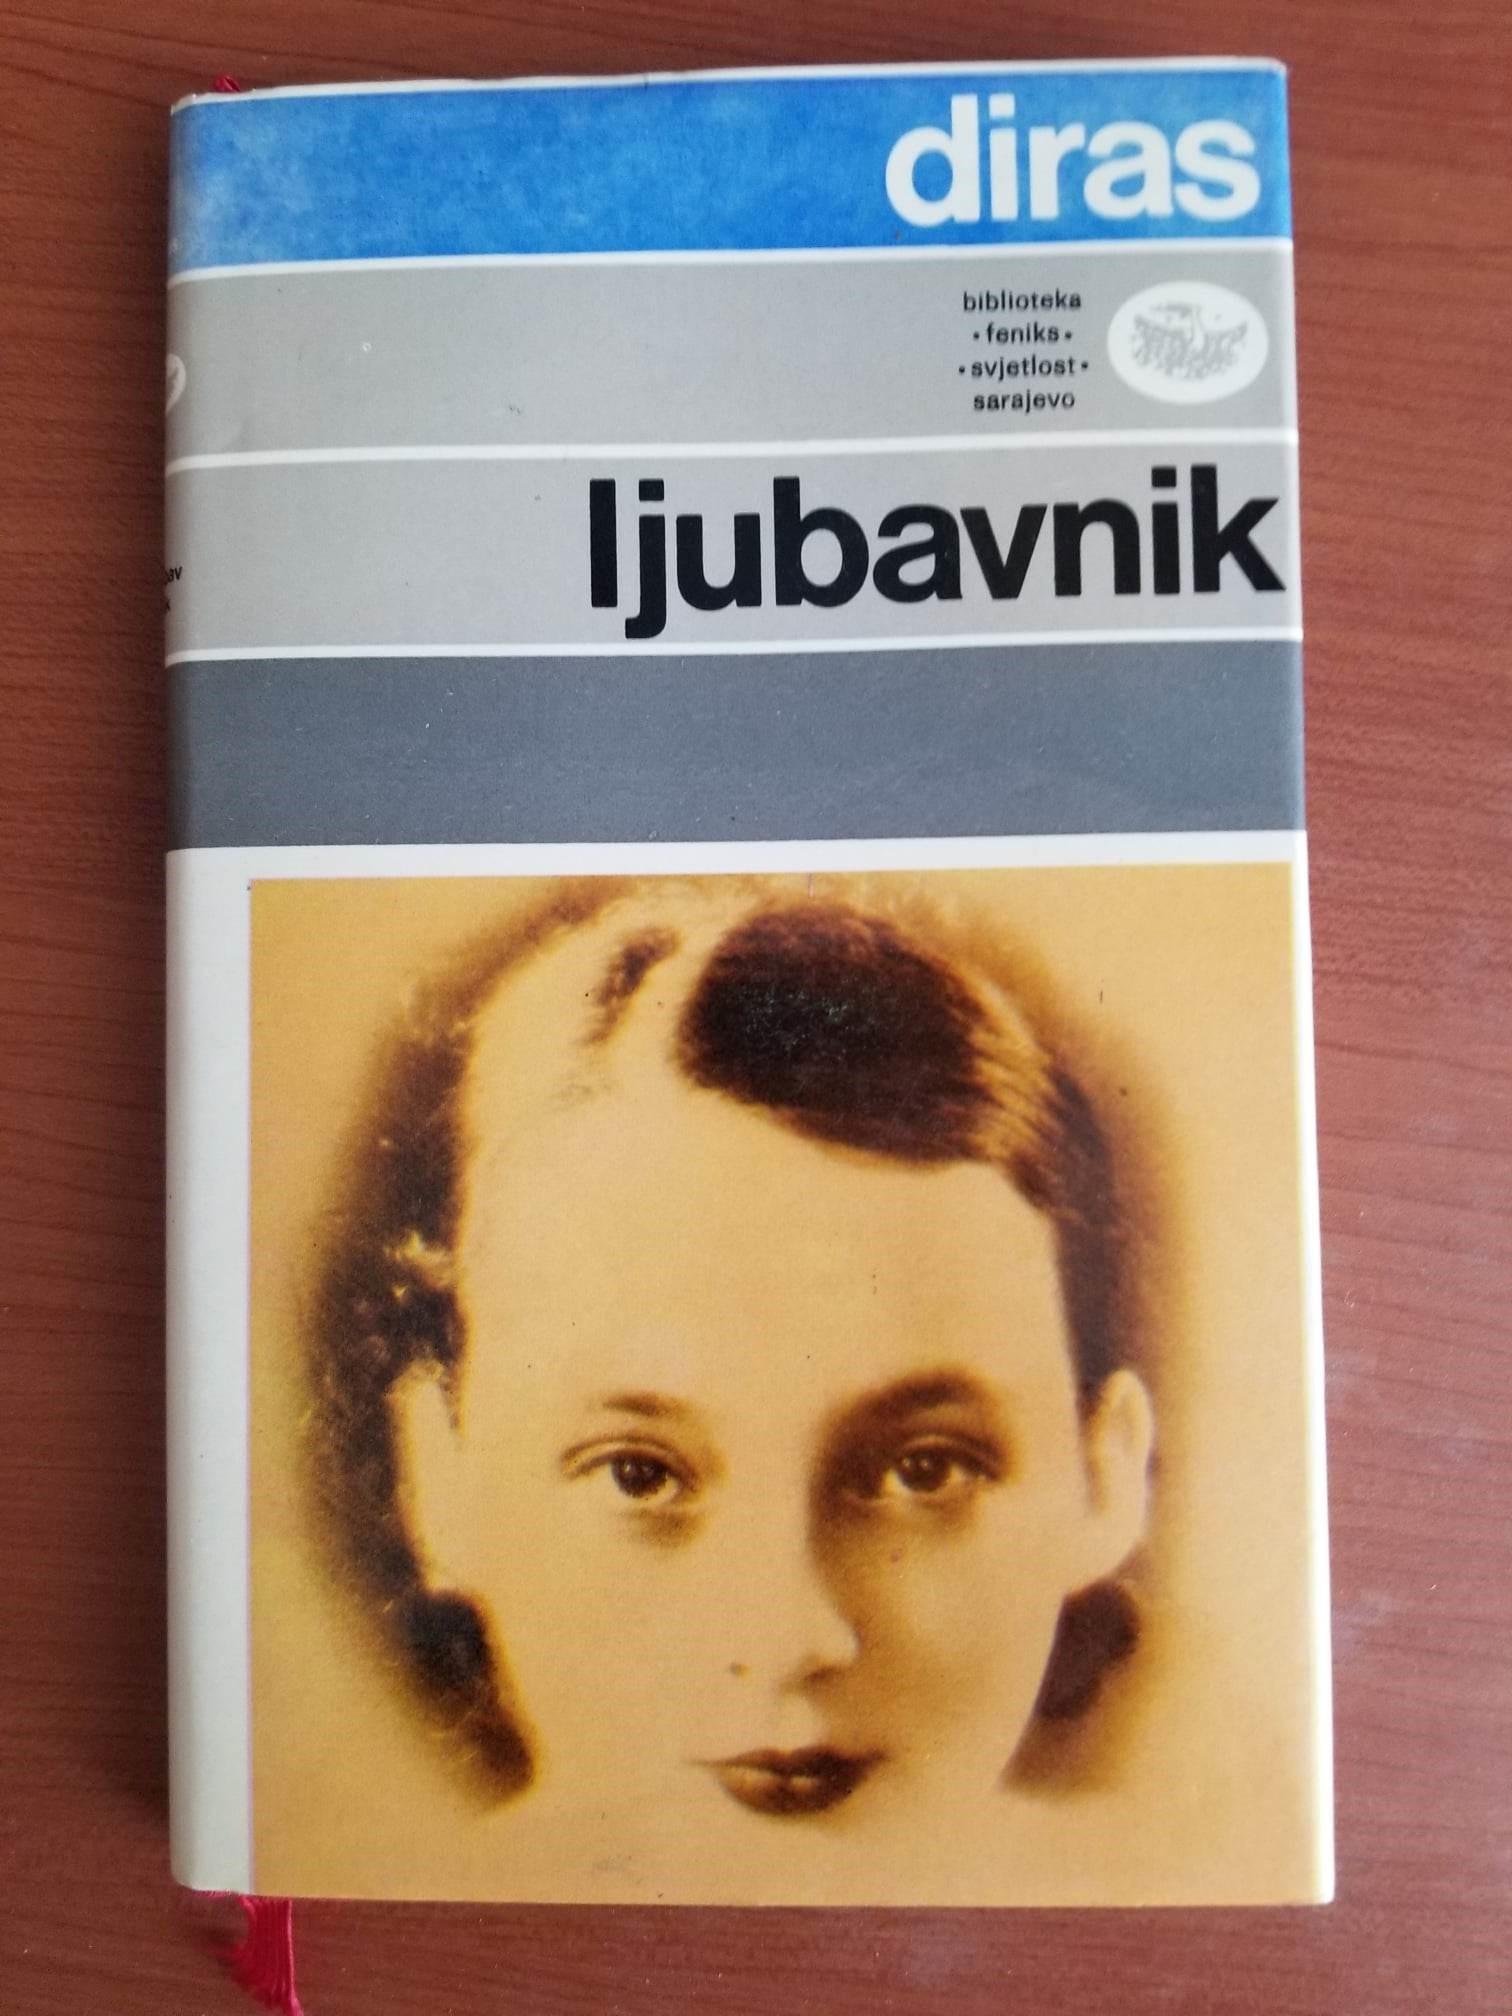 diras
biblioteka
•feniks•
•svjetlost•
sarajevo
ljubavnik